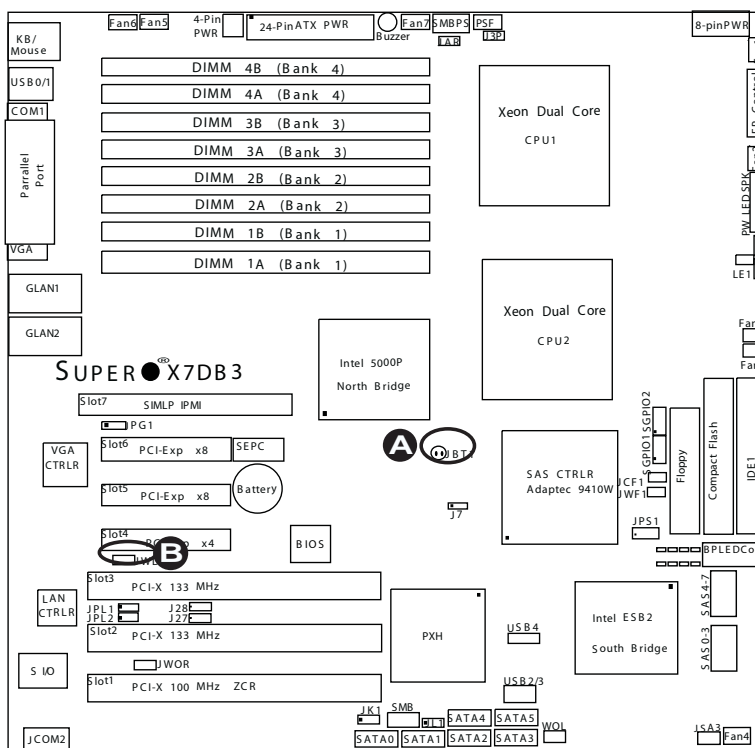 Fan6 Fan5
4-Pin
PWR
24-PinATX PWR
Buzzer
Fan7
SMBPS
PSF
JAR
J3P
8-pinPWR
KB/
Mouse
USB0/1
COM1
Parrallel
Port
VGA
GLAN1
GLAN2
DIMM 4B (Bank 4)
DIMM 4A (Bank 4)
DIMM 3B (Bank 3)
DIMM 3A (Bank 3)
DIMM 2B (Bank 2)
DIMM 2A (Bank 2)
DIMM 1B (Bank 1)
DIMM 1A (Bank 1)
Xeon Dual Core
CPU1
Xeon Dual Core
CPU2
PW LEDSPK
LE1
Intel 5000P
North Bridge
SUPER ® X7DB3
Slot7
SIMLP IPMI
JPG1
Slot6
PCI-Exp x8
SEPC
VGA
CTRLR
Slot5
PCI-Exp x8
Battery
Slot4
x4
BIOS
A
JBT1
B
J7
SAS CTRLR
Adaptec 9410W
SGPIO1
SGPIO2
JCF1
JWF1
JPS1
Floppy
Compact Flash
IDE1
BPLEDCo
SAS4-7
SAS0-3
Slot3
PCI-X 133 MHz
LAN
CTRLR
JPL1
JPL2
J28
J27
Slot2
PCI-X 133 MHz
S I/O
JWOR
Slot1
PCI-X 100 MHz ZCR
PXH
USB4
USB2/3
Intel ESB2
South Bridge
JCOM2
JK1
SMB
SATA4
SATA5
SATA0
SATA1
SATA2
SATA3
WOL
JSA3
Fan4